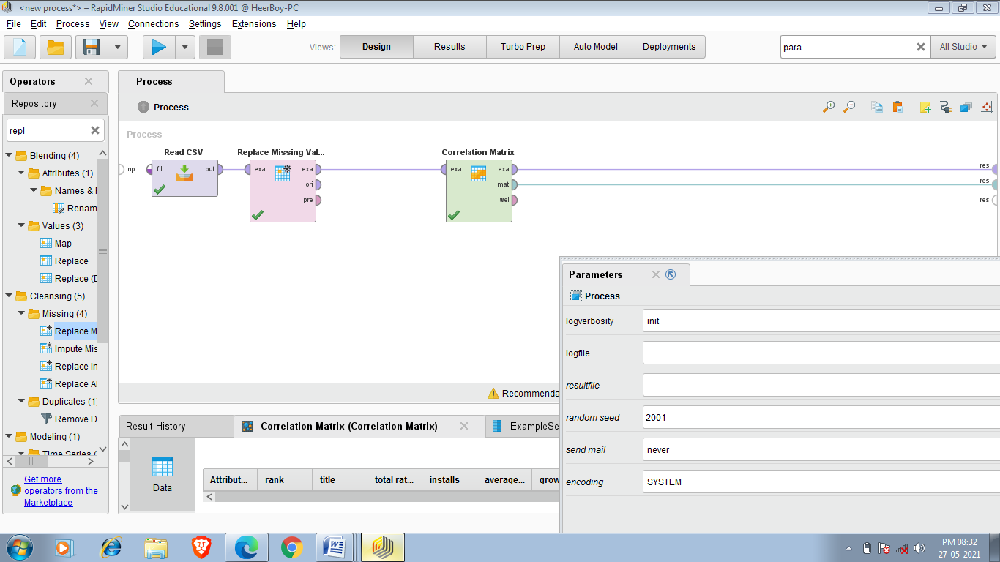 <new process*> – RapidMiner Studio Educational 9.8.001 @ HeerBoy-PC
File Edit Process View Connections Settings Extensions Help
Views: Design Results Turbo Prep Auto Model Deployments para All Studio
Operators
Repository
repl
Blending (4)
Attributes (1)
Names &
Renam
Values (3)
Map
Replace
Replace (D
Cleansing (5)
Missing (4)
Replace M
Impute Mis
Replace In
Replace A
Duplicates (1
Remove D
Modeling (1)
Time Series (
Get more
operators from the
Marketplace
Process
Process
Process
Read CSV Replace Missing Val... Correlation Matrix
inp fil out exa exa exa exa res
ori mat res
pre wei res
Recommenda
Result History Correlation Matrix (Correlation Matrix) ExampleSe
Data
Attribut... rank title total rat... installs average... grow
Parameters
Process
logverbosity init
logfile
resultfile
random seed 2001
send mail never
encoding SYSTEM
PM 08:32
27-05-2021